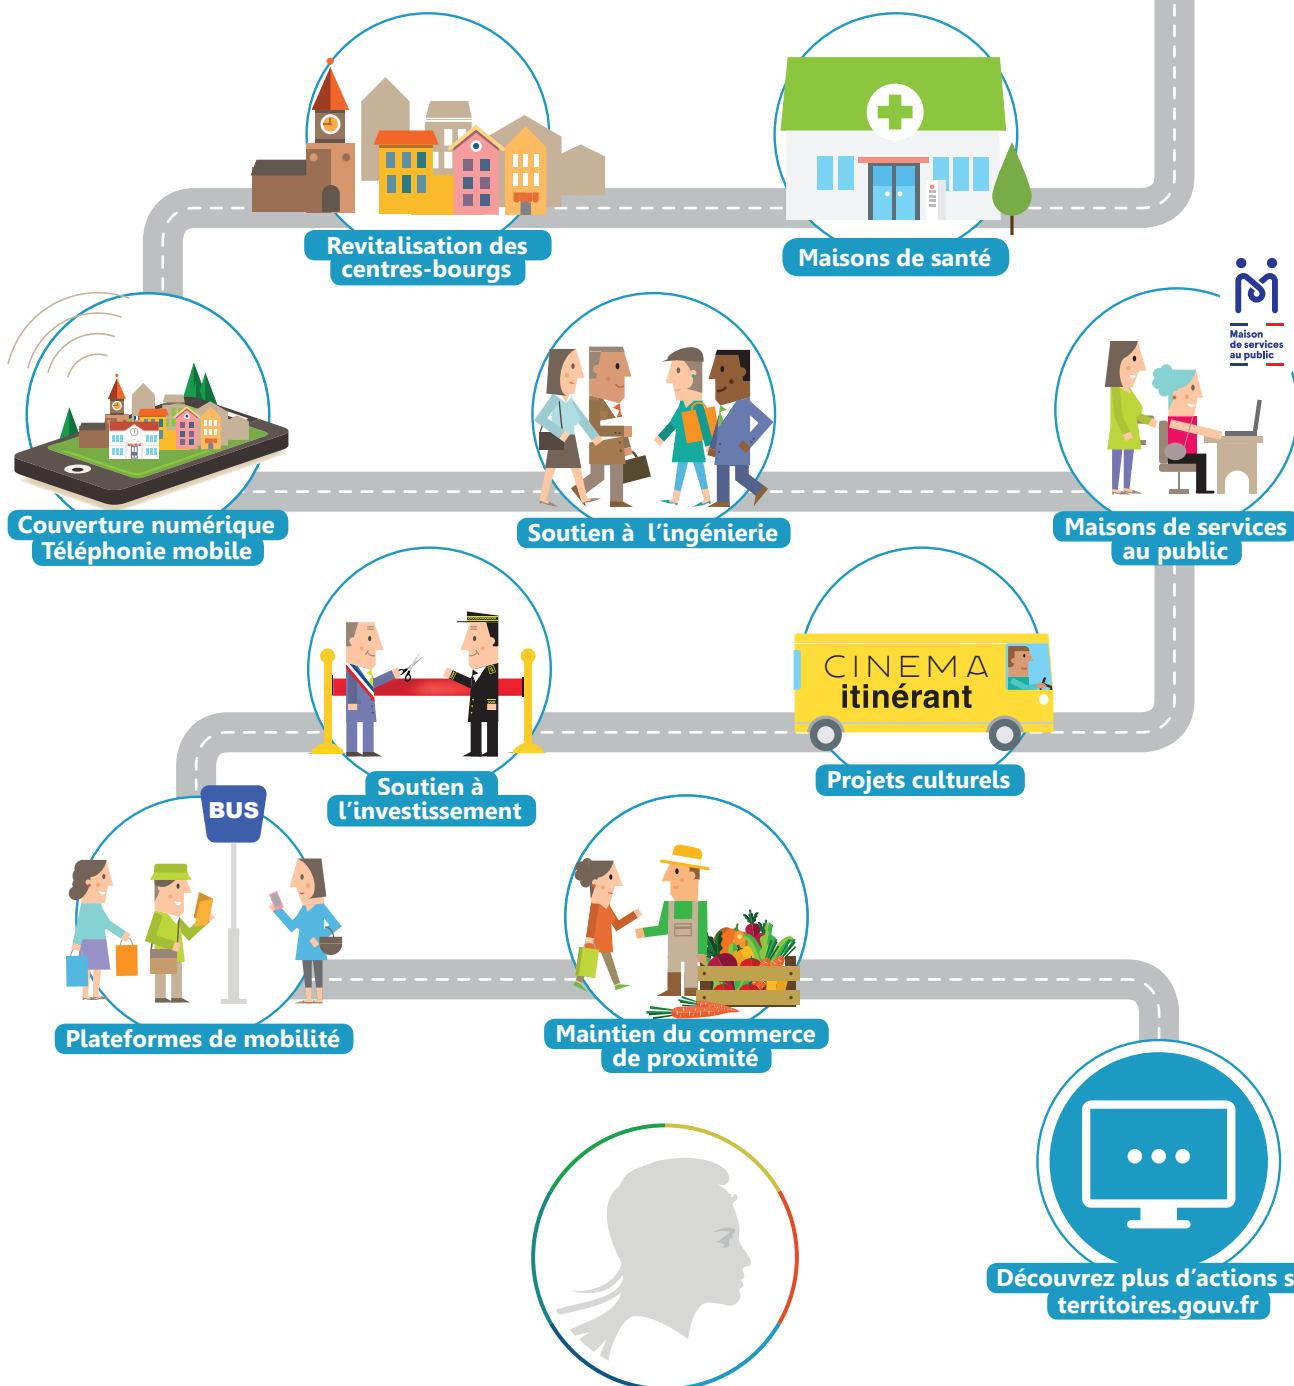 Revitalisation des
centres-bourgs
Maisons de santé
Maison
de services
au public
Couverture numérique
Téléphonie mobile
Soutien à l'ingénierie
Maisons de services
au public
CINEMA
itinérant
Soutien à
l'investissement
Projets culturels
BUS
Plateformes de mobilité
Maintien du commerce
de proximité
Découvrez plus d'actions s
territoires.gouv.fr